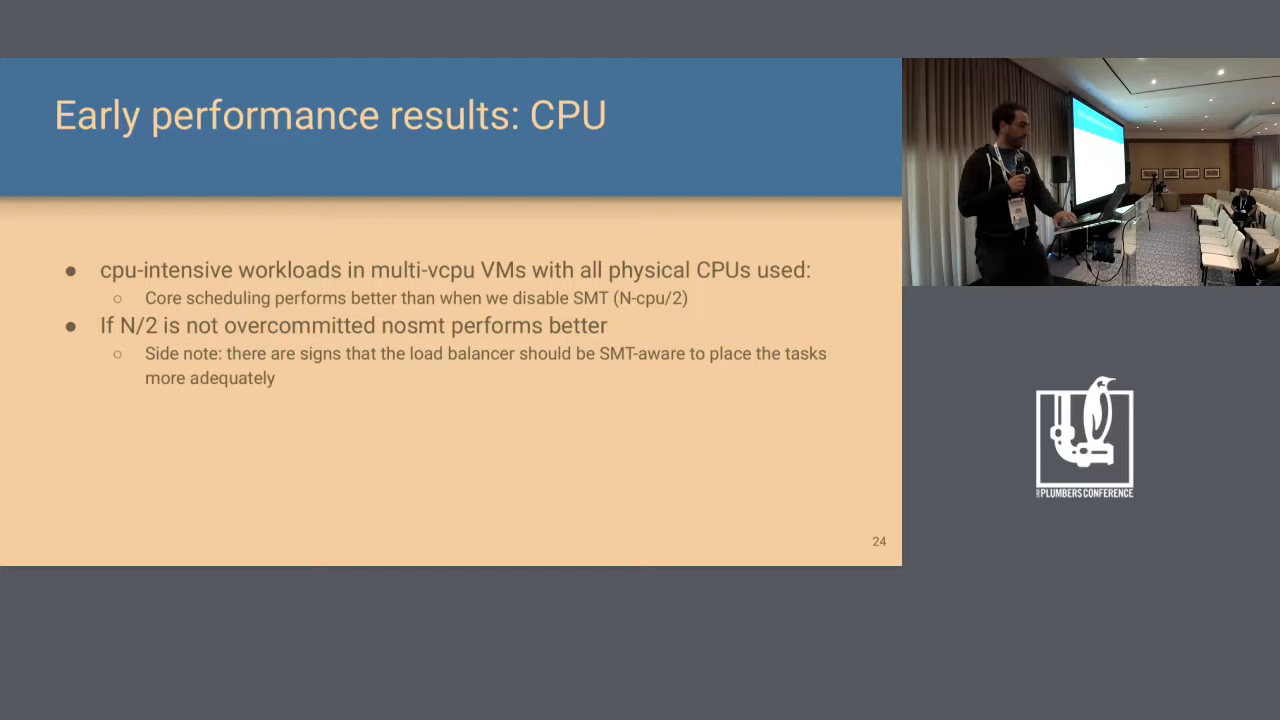 Early performance results: CPU
● cpu-intensive workloads in multi-vcpu VMs with all physical CPUs used:
○ Core scheduling performs better than when we disable SMT (N-cpu/2)
● If N/2 is not overcommitted nosmt performs better
○ Side note: there are signs that the load balancer should be SMT-aware to place the tasks
more adequately
24
PLUMBERS CONFERENCE